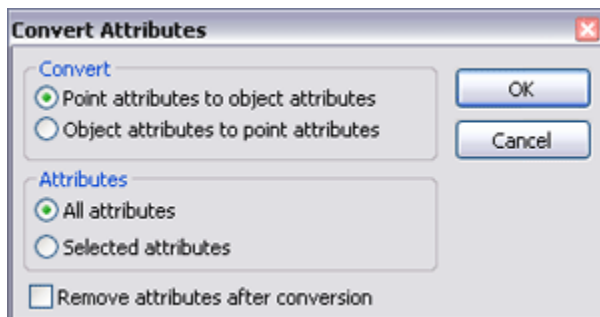 Convert Attributes
Convert
Point attributes to object attributes
Object attributes to point attributes
OK
Cancel
Attributes
All attributes
Selected attributes
Remove attributes after conversion